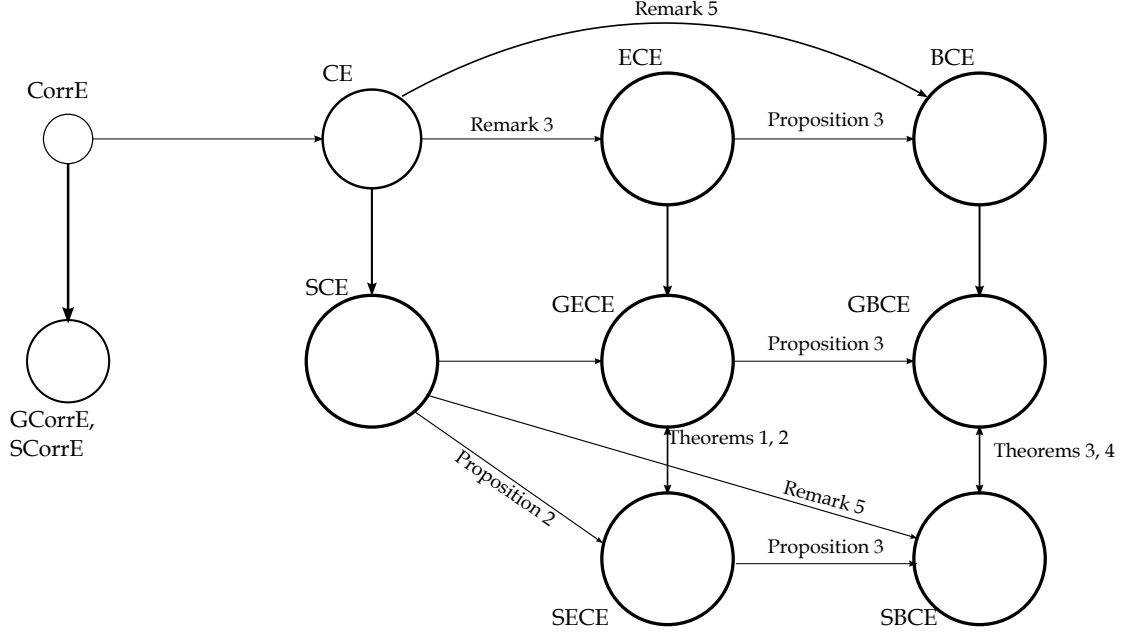 Remark 5
CE
ECE
BCE
CorrE
Remark 3
Proposition 3
SCE
GECE
GBCE
Proposition 3
GCorrE,
SCorrE
Theorems 1, 2
Theorems 3, 4
Proposition 2
Remark 5
Proposition 3
SECE
SBCE